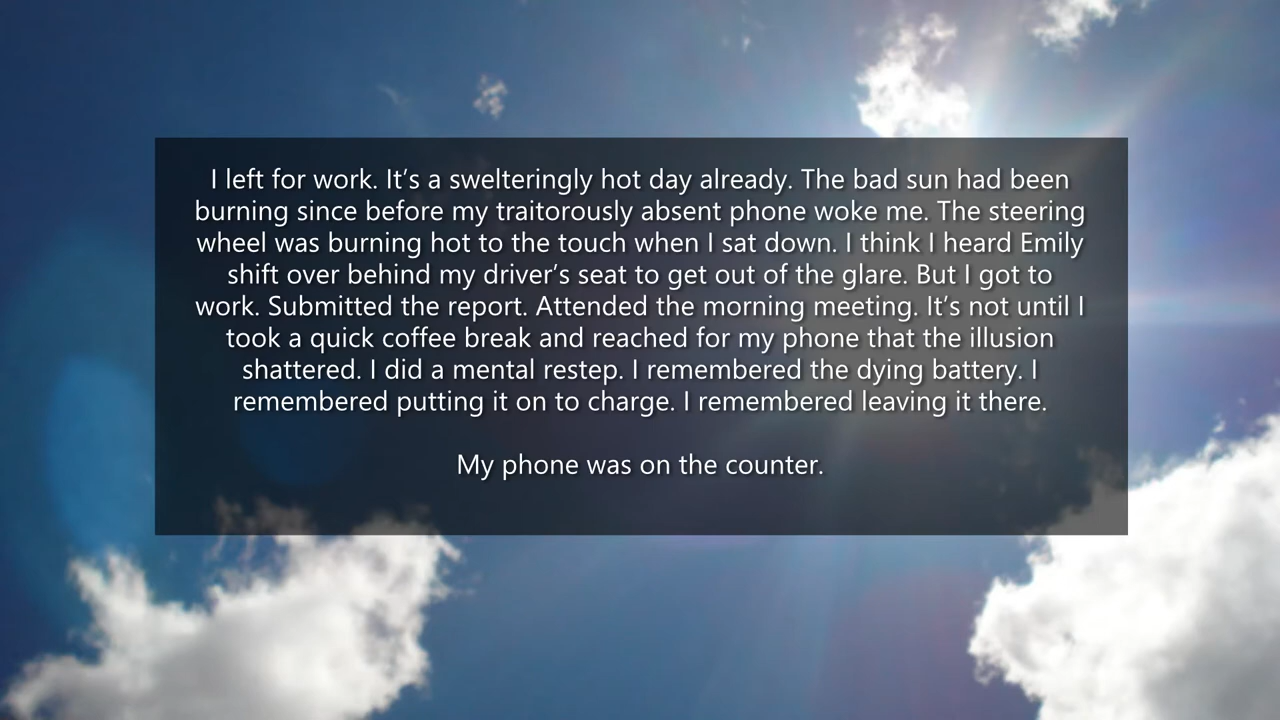 I left for work. It’s a swelteringly hot day already. The bad sun had been
burning since before my traitorously absent phone woke me. The steering
wheel was burning hot to the touch when I sat down. I think I heard Emily
shift over behind my driver’s seat to get out of the glare. But I got to
work. Submitted the report. Attended the morning meeting. It’s not until I
took a quick coffee break and reached for my phone that the illusion
shattered. I did a mental restep. I remembered the dying battery. I
remembered putting it on to charge. I remembered leaving it there.
My phone was on the counter.